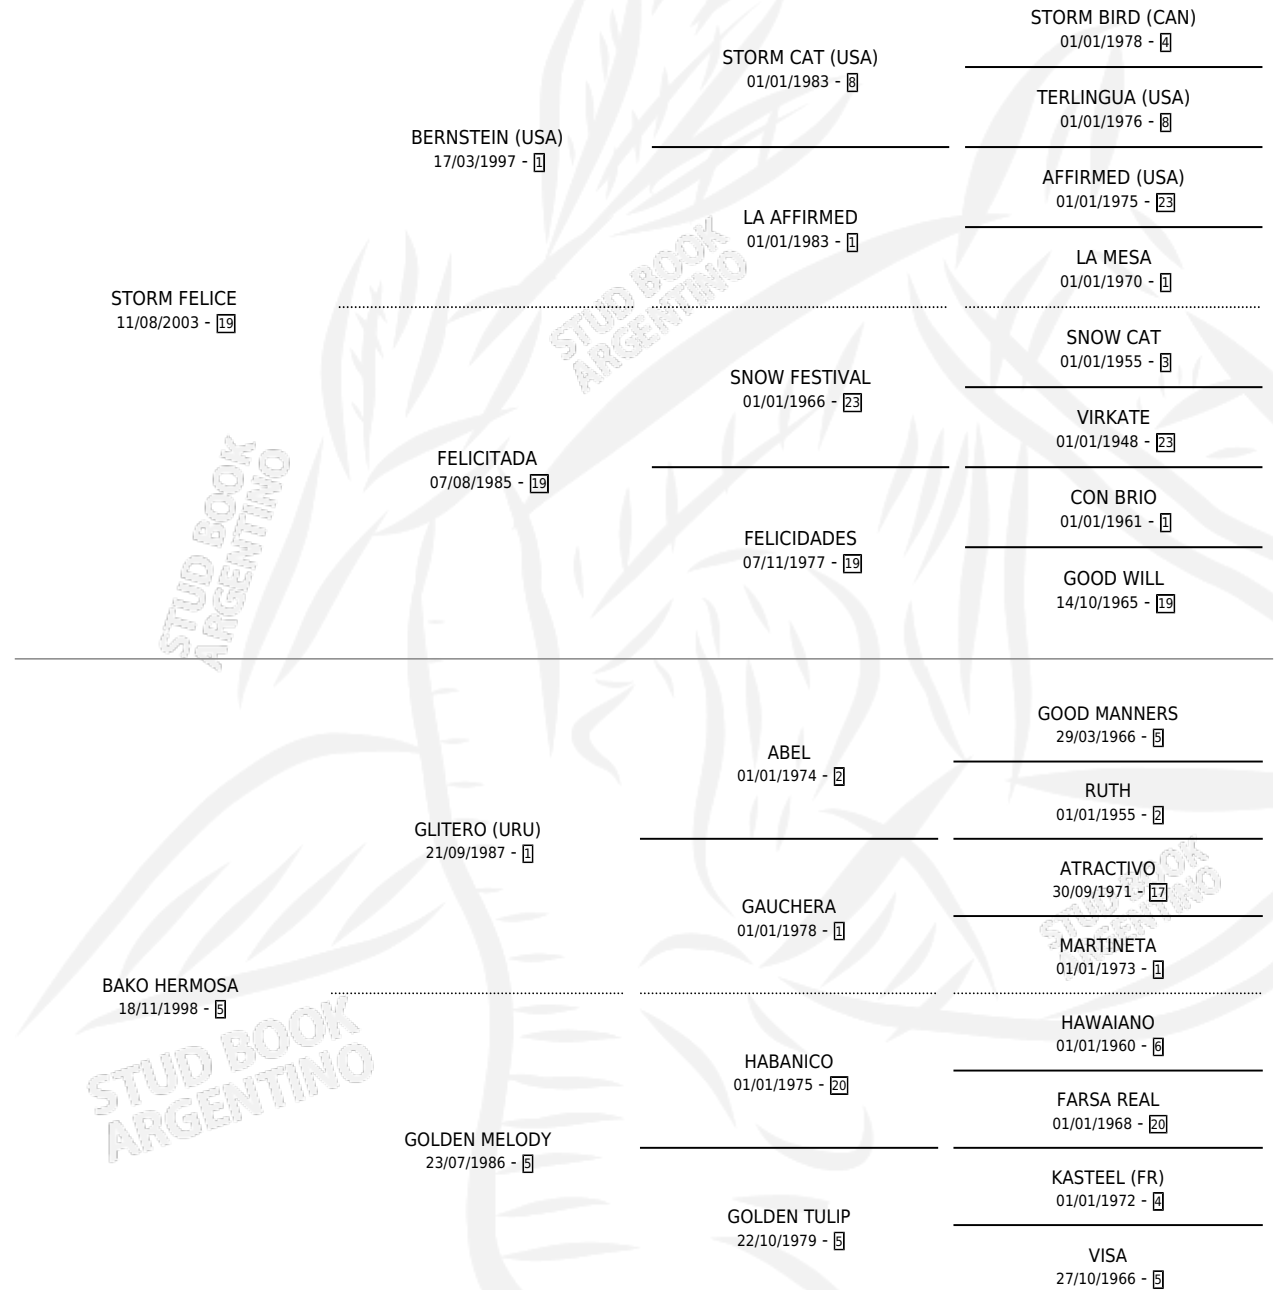 STORM BIRD (CAN)
01/01/1978 - 4
STORM CAT (USA)
01/01/1983 - 8
TERLINGUA (USA)
01/01/1976 - 8
BERNSTEIN (USA)
17/03/1997 - 1
AFFIRMED (USA)
01/01/1975 - 23
LA AFFIRMED
01/01/1983 - 1
LA MESA
01/01/1970 - 1
STORM FELICE
11/08/2003 - 19
SNOW CAT
01/01/1955 - 3
SNOW FESTIVAL
01/01/1966 - 23
VIRKATE
01/01/1948 - 23
FELICITADA
07/08/1985 - 19
CON BRIO
01/01/1961 - 1
FELICIDADES
07/11/1977 - 19
GOOD WILL
14/10/1965 - 19
GOOD MANNERS
29/03/1966 - 5
ABEL
01/01/1974 - 2
RUTH
01/01/1955 - 2
GLITERO (URU)
21/09/1987 - 1
ATRACTIVO
30/09/1971 - 17
GAUCHERA
01/01/1978 - 1
MARTINETA
01/01/1973 - 1
BAKO HERMOSA
18/11/1998 - 5
HAWAIANO
01/01/1960 - 6
HABANICO
01/01/1975 - 20
FARSA REAL
01/01/1968 - 20
GOLDEN MELODY
23/07/1986 - 5
KASTEEL (FR)
01/01/1972 - 4
GOLDEN TULIP
22/10/1979 - 5
VISA
27/10/1966 - 5
STUD BOOK
ARGENTINO
STUD BOOK
ARGENTINO
STUD BOOK
ARGENTINO
STUD BOOK
ARGENTINO